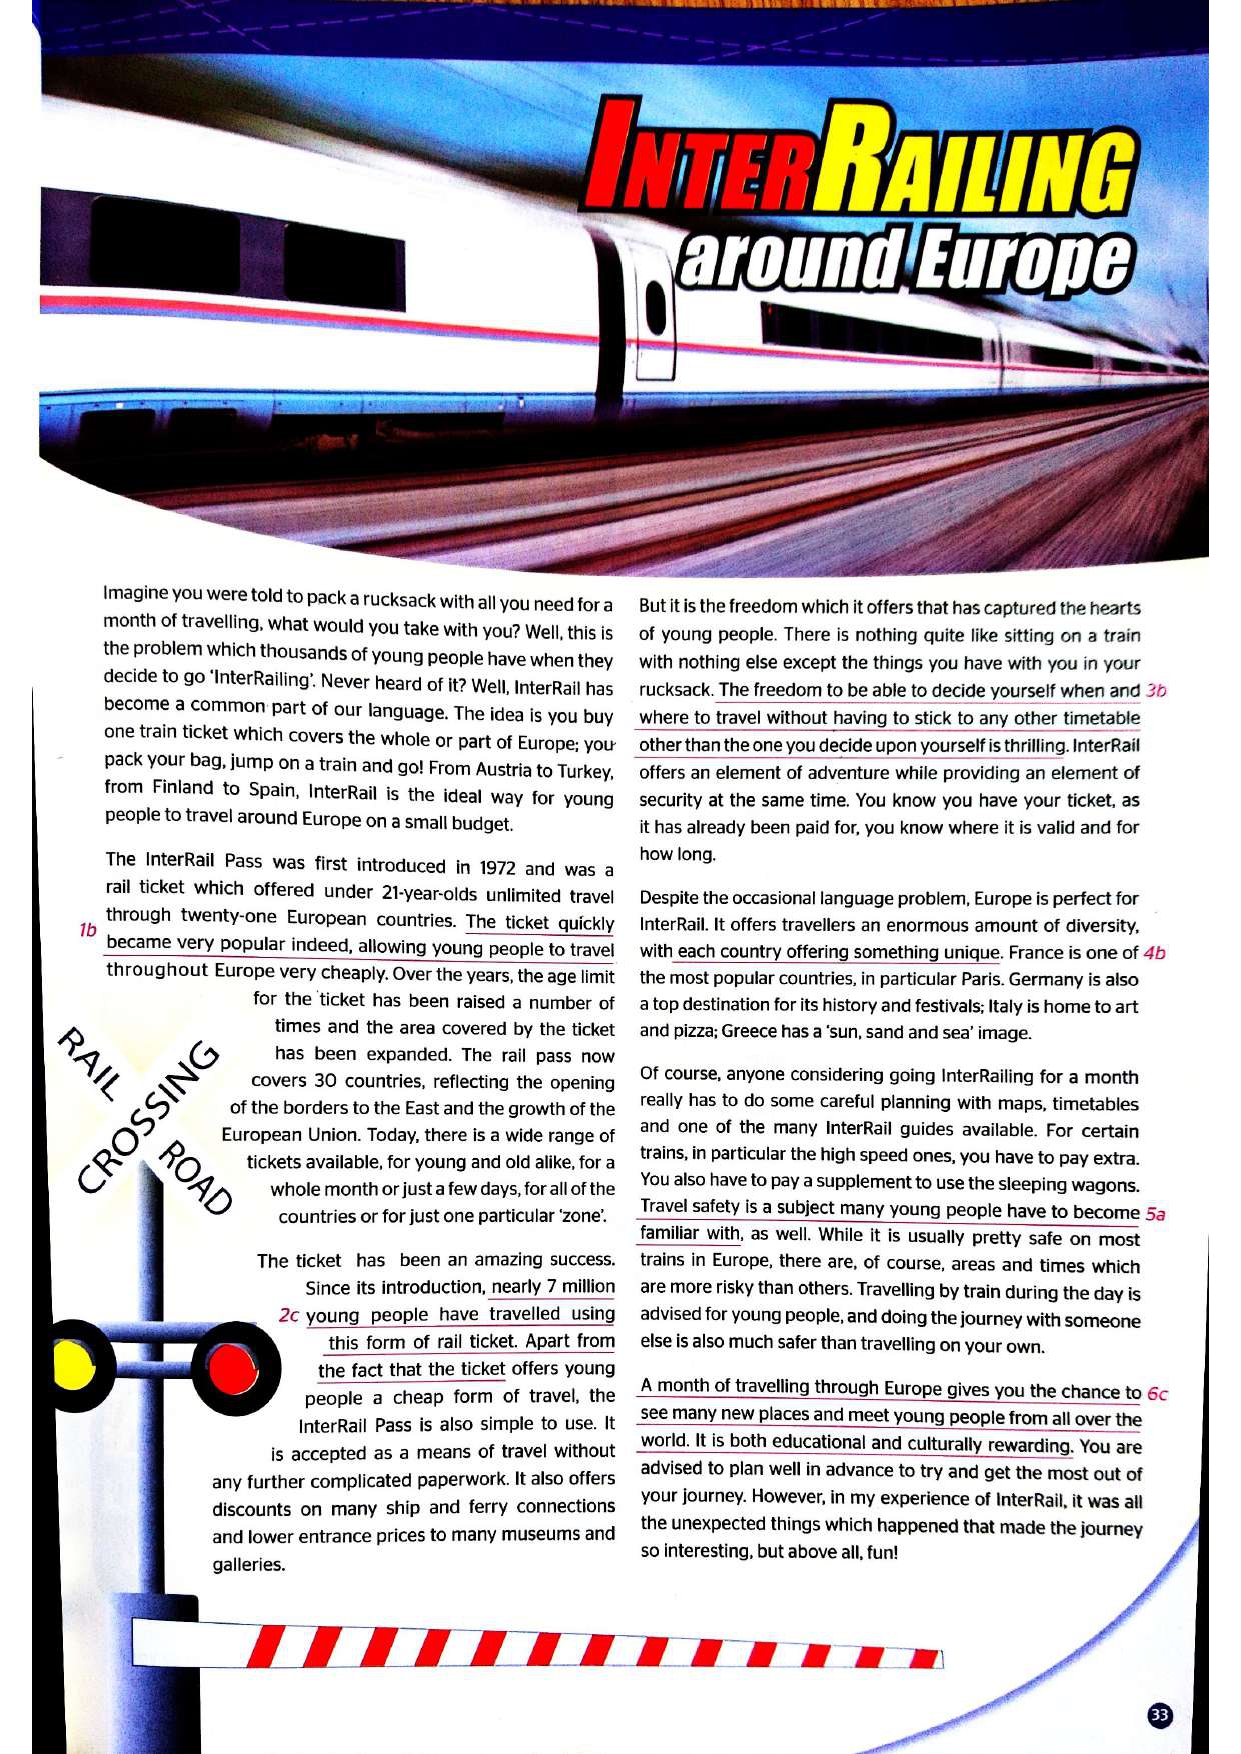 INTERRAILING
around Europe
Imagine you were told to pack a rucksack with all you need for a
month of travelling, what would you take with you? Well, this is
the problem which thousands of young people have when they
decide to go 'InterRailing'. Never heard of it? Well, InterRail has
become a common part of our language. The idea is you buy
one train ticket which covers the whole or part of Europe; you
pack your bag, jump on a train and go! From Austria to Turkey,
from Finland to Spain, InterRail is the ideal way for young
people to travel around Europe on a small budget.
The InterRail Pass was first introduced in 1972 and was a
rail ticket which offered under 21-year-olds unlimited travel
through twenty-one European countries. The ticket quickly
1b
became very popular indeed, allowing young people to travel
throughout Europe very cheaply. Over the years, the age limit
for the ticket has been raised a number of
times and the area covered by the ticket
has been expanded. The rail pass now
covers 30 countries, reflecting the opening
of the borders to the East and the growth of the
European Union. Today, there is a wide range of
tickets available, for young and old alike, for a
whole month or just a few days, for all of the
countries or for just one particular 'zone'.
RAIL ROAD
CROSSING
The ticket has been an amazing success.
Since its introduction, nearly 7 million
2c young people have travelled using
this form of rail ticket. Apart from
the fact that the ticket offers young
people a cheap form of travel, the
InterRail Pass is also simple to use. It
is accepted as a means of travel without
any further complicated paperwork. It also offers
discounts on many ship and ferry connections
and lower entrance prices to many museums and
galleries.
But it is the freedom which it offers that has captured the hearts
of young people. There is nothing quite like sitting on a train
with nothing else except the things you have with you in your
rucksack. The freedom to be able to decide yourself when and 3b
where to travel without having to stick to any other timetable
other than the one you decide upon yourself is thrilling. InterRail
offers an element of adventure while providing an element of
security at the same time. You know you have your ticket, as
it has already been paid for, you know where it is valid and for
how long.
Despite the occasional language problem, Europe is perfect for
InterRail. It offers travellers an enormous amount of diversity,
with each country offering something unique. France is one of 4b
the most popular countries, in particular Paris. Germany is also
a top destination for its history and festivals; Italy is home to art
and pizza; Greece has a 'sun, sand and sea' image.
Of course, anyone considering going InterRailing for a month
really has to do some careful planning with maps, timetables
and one of the many InterRail guides available. For certain
trains, in particular the high speed ones, you have to pay extra.
You also have to pay a supplement to use the sleeping wagons.
Travel safety is a subject many young people have to become 5a
familiar with, as well. While it is usually pretty safe on most
trains in Europe, there are, of course, areas and times which
are more risky than others. Travelling by train during the day is
advised for young people, and doing the journey with someone
else is also much safer than travelling on your own.
A month of travelling through Europe gives you the chance to 6c
see many new places and meet young people from all over the
world. It is both educational and culturally rewarding. You are
advised to plan well in advance to try and get the most out of
your journey. However, in my experience of InterRail, it was all
the unexpected things which happened that made the journey
so interesting, but above all, fun!
33